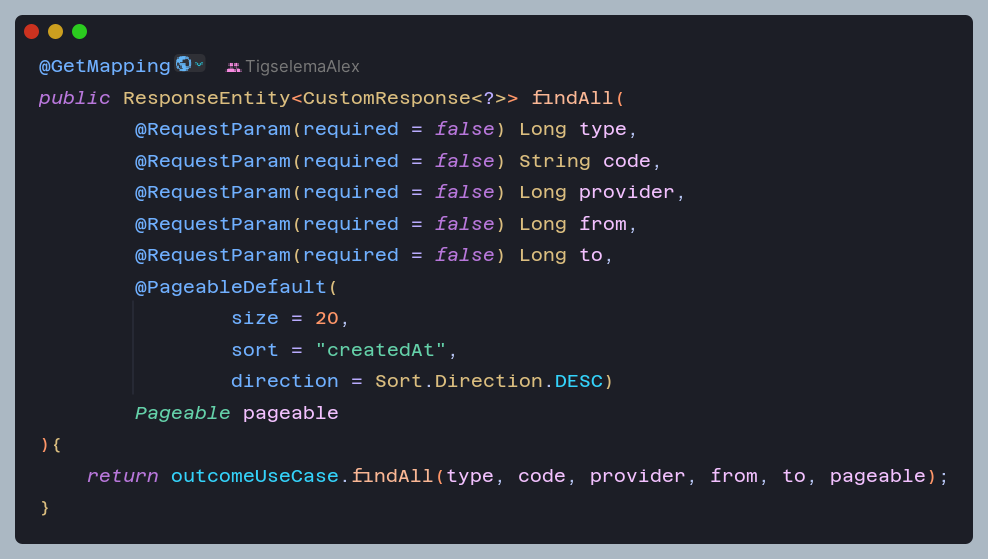 @GetMapping TigselemaAlex
public ResponseEntity<CustomResponse<?>> findAll(
@RequestParam(required = false) Long type,
@RequestParam(required = false) String code,
@RequestParam(required = false) Long provider,
@RequestParam(required = false) Long from,
@RequestParam(required = false) Long to,
@PageableDefault(
size = 20,
sort = "createdAt",
direction = Sort.Direction.DESC)
Pageable pageable
){
return outcomeUseCase.findAll(type, code, provider, from, to, pageable);
}